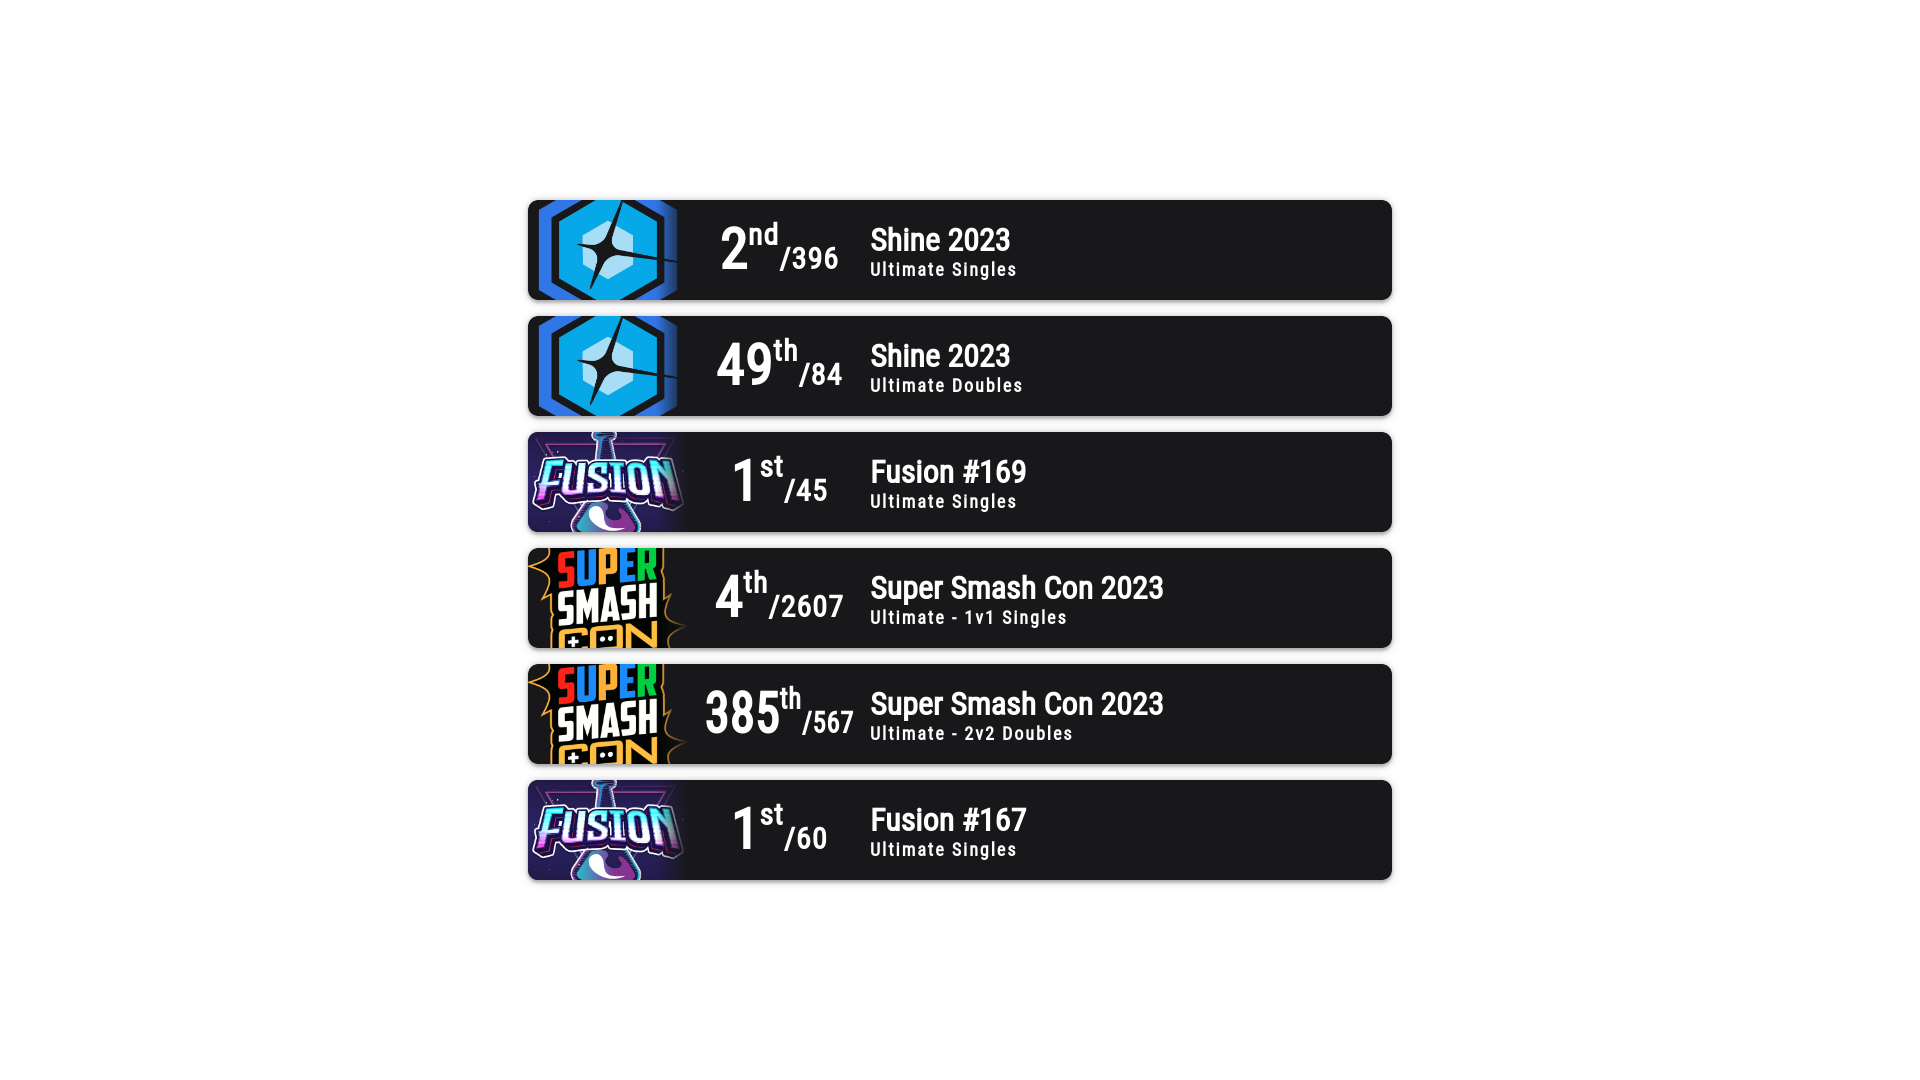 2nd/396
Shine 2023
Ultimate Singles
49th/84
Shine 2023
Ultimate Doubles
FUSION
1st/45
Fusion #169
Ultimate Singles
SUPER
SMASH
CON
4th/2607
Super Smash Con 2023
Ultimate - 1v1 Singles
SUPER
SMASH
CON
385th/567
Super Smash Con 2023
Ultimate - 2v2 Doubles
FUSION
1st/60
Fusion #167
Ultimate Singles